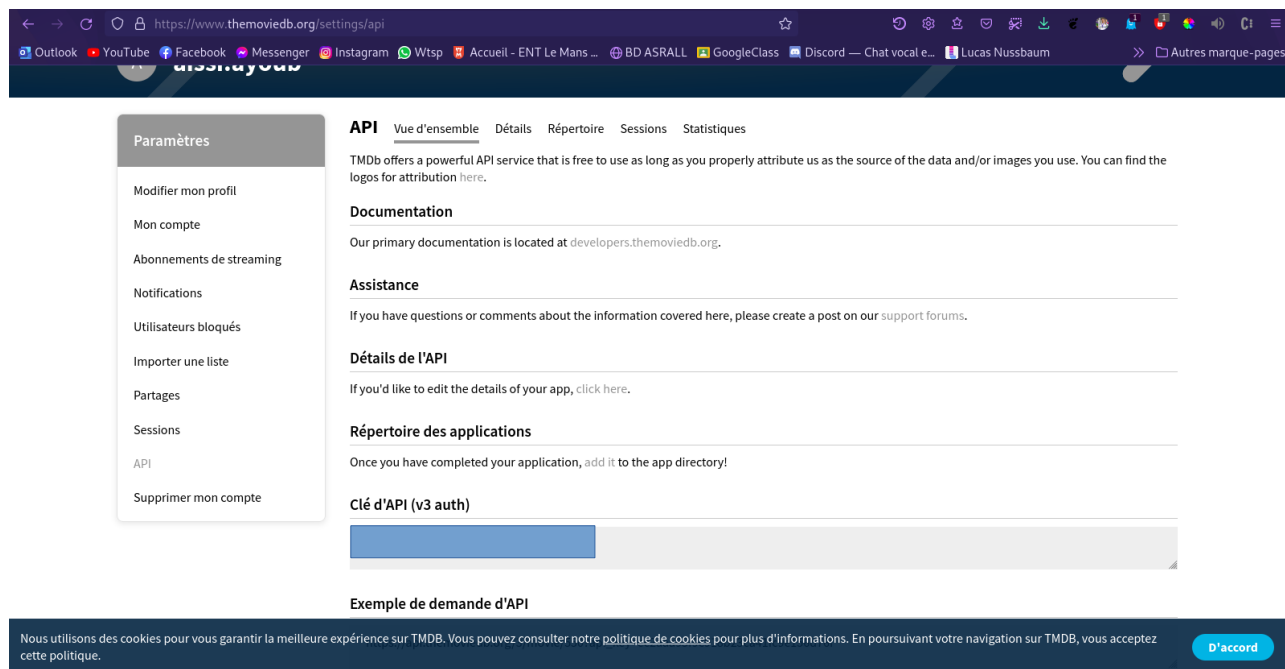 https://www.themoviedb.org/settings/api
Outlook YouTube Facebook Messenger Instagram Wtsp Accueil - ENT Le Mans ... BD ASRALL GoogleClass Discord — Chat vocal e... Lucas Nussbaum Autres marque-pages
aissi.ayoub
Paramètres
Modifier mon profil
Mon compte
Abonnements de streaming
Notifications
Utilisateurs bloqués
Importer une liste
Partages
Sessions
API
Supprimer mon compte
API Vue d'ensemble Détails Répertoire Sessions Statistiques
TMDb offers a powerful API service that is free to use as long as you properly attribute us as the source of the data and/or images you use. You can find the
logos for attribution here.
Documentation
Our primary documentation is located at developers.themoviedb.org.
Assistance
If you have questions or comments about the information covered here, please create a post on our support forums.
Détails de l'API
If you'd like to edit the details of your app, click here.
Répertoire des applications
Once you have completed your application, add it to the app directory!
Clé d'API (v3 auth)
Exemple de demande d'API
Nous utilisons des cookies pour vous garantir la meilleure expérience sur TMDB. Vous pouvez consulter notre politique de cookies pour plus d'informations. En poursuivant votre navigation sur TMDB, vous acceptez
cette politique.
D'accord